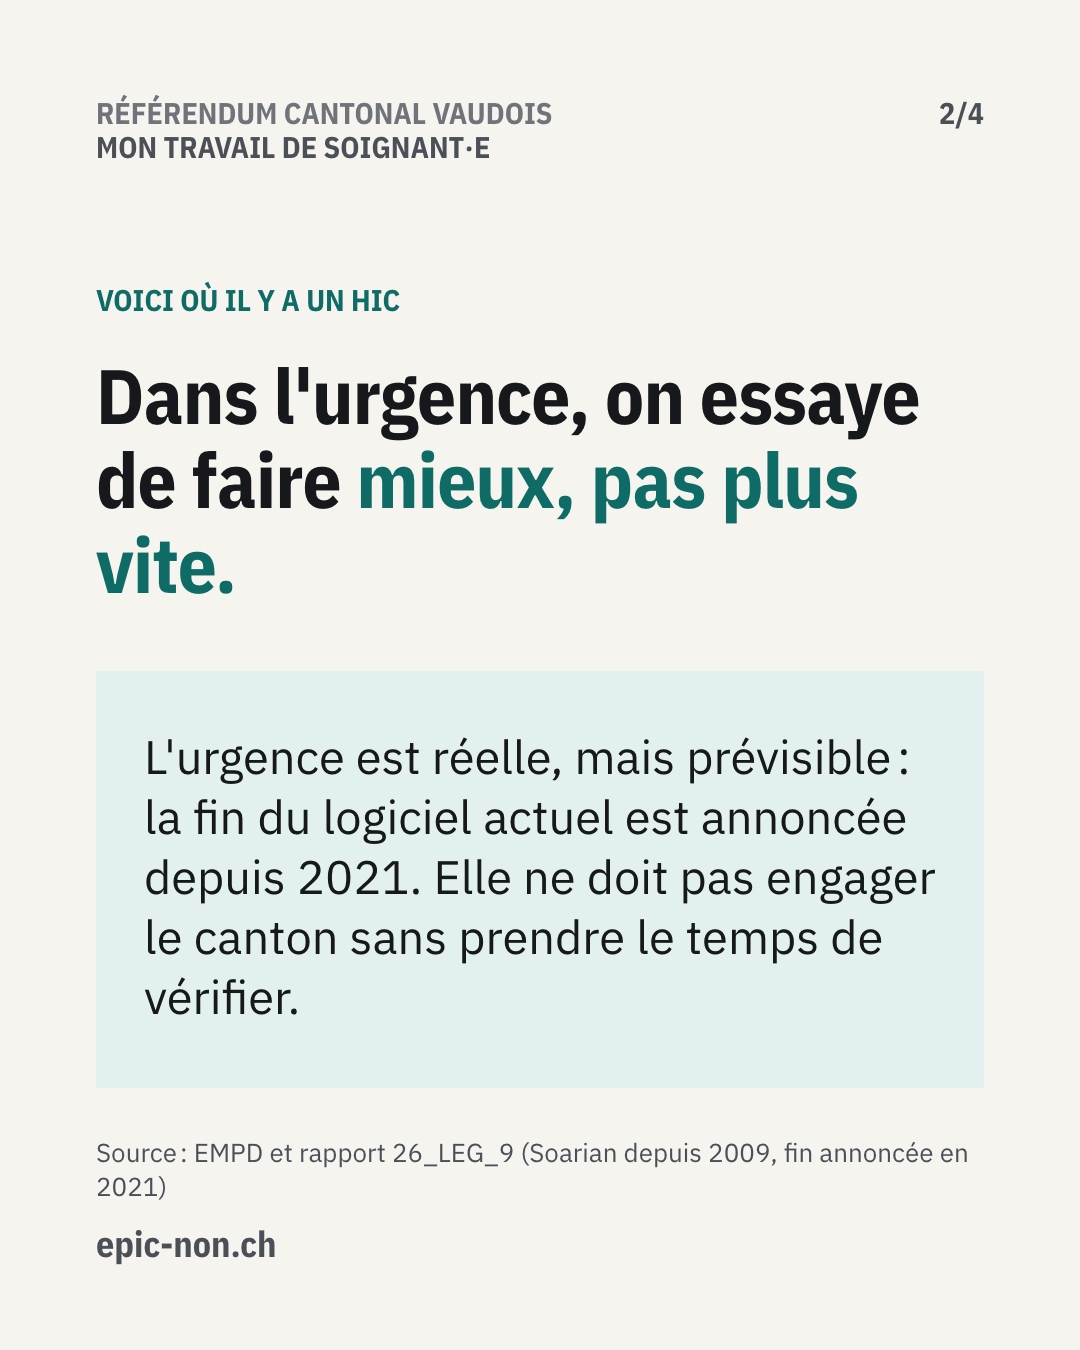 RÉFÉRENDUM CANTONAL VAUDOIS
2/4
MON TRAVAIL DE SOIGNANT·E
VOICI OÙ IL Y A UN HIC
Dans l'urgence, on essaye
de faire mieux, pas plus
vite.
L'urgence est réelle, mais prévisible :
la fin du logiciel actuel est annoncée
depuis 2021. Elle ne doit pas engager
le canton sans prendre le temps de
vérifier.
Source : EMPD et rapport 26_LEG_9 (Soarian depuis 2009, fin annoncée en
2021)
epic-non.ch